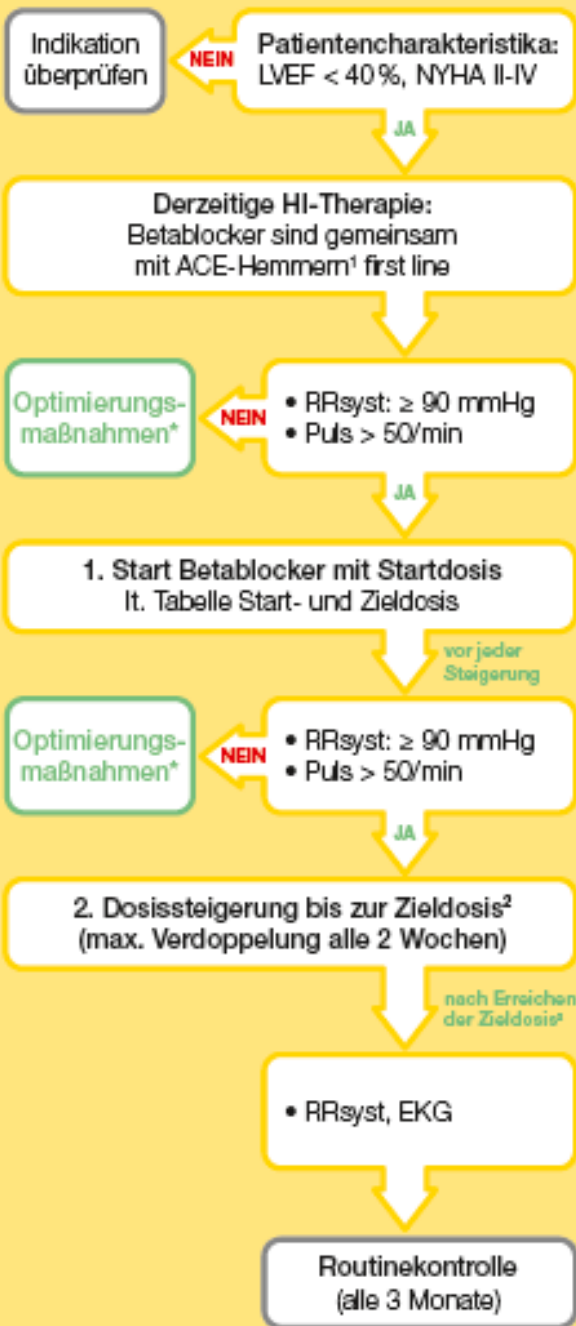 Indikation
überprüfen
NEIN
Patientencharakteristika:
LVEF < 40 %, NYHA II-IV
JA
Derzeitige HI-Therapie:
Betablocker sind gemeinsam
mit ACE-Hemmern¹ first line
Optimierungs-
maßnahmen*
NEIN
• RRsyst: ≥ 90 mmHg
• Puls > 50/min
JA
1. Start Betablocker mit Startdosis
lt. Tabelle Start- und Zieldosis
vor jeder
Steigerung
Optimierungs-
maßnahmen*
NEIN
• RRsyst: ≥ 90 mmHg
• Puls > 50/min
JA
2. Dosissteigerung bis zur Zieldosis²
(max. Verdoppelung alle 2 Wochen)
nach Erreichen
der Zieldosis²
• RRsyst, EKG
Routinekontrolle
(alle 3 Monate)